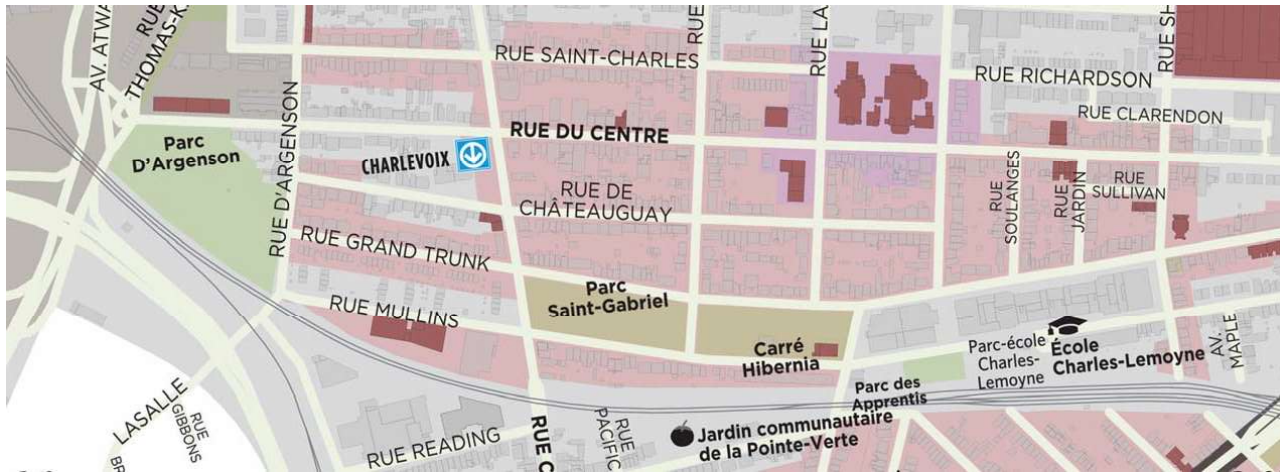 AV. ATWA
RUE
THOMAS-K
RUE SAINT-CHARLES
RUE
RUE LA
RUE SH
RUE RICHARDSON
RUE CLARENDON
Parc
D'Argenson
RUE D'ARGENSON
CHARLEVOIX
RUE DU CENTRE
RUE DE
CHÂTEAUGUAY
RUE
SOULANGES
RUE
JARDIN
RUE
SULLIVAN
RUE GRAND TRUNK
RUE MULLINS
Parc
Saint-Gabriel
Carré
Hibernia
Parc-école
Charles-
Lemoyne
École
Charles-Lemoyne
AV.
MAPLE
Parc des
Apprentis
LASALLE
RUE
GIBBONS
BR
RUE READING
RUE C
RUE
PACIFIC
Jardin communautaire
de la Pointe-Verte